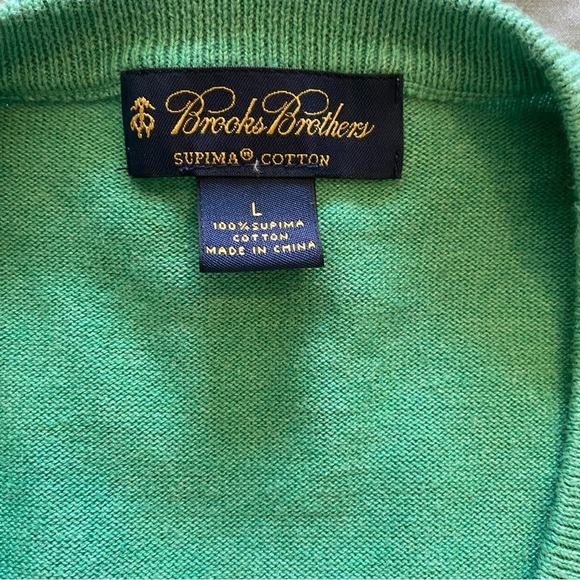 Brooks Brothers
SUPIMA® COTTON
L
100% SUPIMA
COTTON
MADE IN CHINA